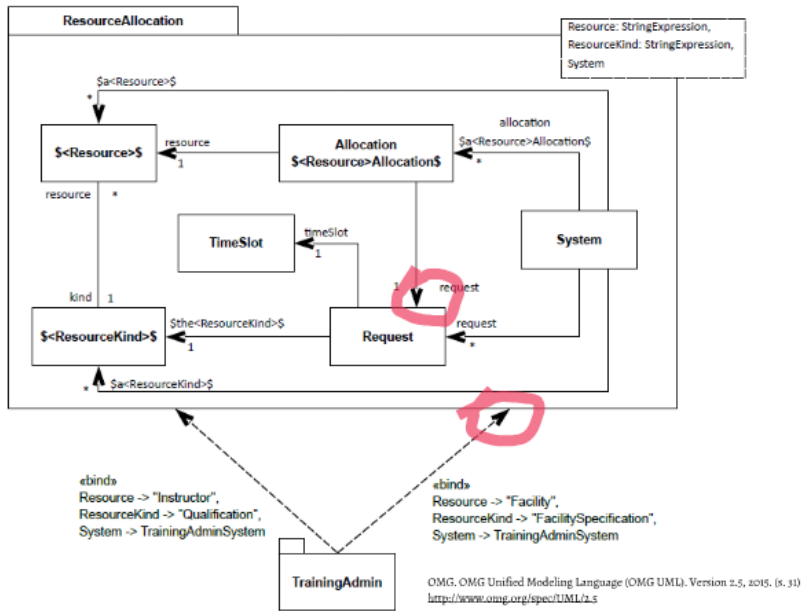 ResourceAllocation
Resource: StringExpression,
ResourceKind: StringExpression,
System
$a<Resource>$
*
allocation
$<Resource>$
resource
1
Allocation
$<Resource>Allocation$
$a<Resource>Allocation$
*
resource
*
TimeSlot
timeSlot
1
System
kind
1
1
request
$<ResourceKind>$
$the<ResourceKind>$
1
Request
request
*
*
$a<ResourceKind>$
«bind»
Resource -> "Instructor",
ResourceKind -> "Qualification",
System -> TrainingAdminSystem
«bind»
Resource -> "Facility",
ResourceKind -> "FacilitySpecification",
System -> TrainingAdminSystem
TrainingAdmin
OMG. OMG Unified Modeling Language (OMG UML). Version 2.5, 2015. (s. 31)
http://www.omg.org/spec/UML/2.5